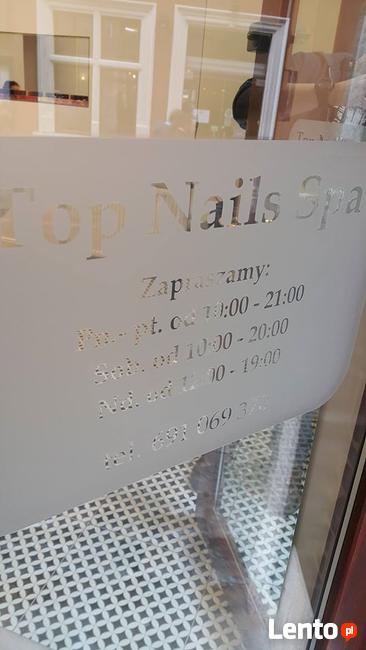 Top Nails Spa
Zapraszamy:
Pn.- pt. od 10:00 - 21:00
Sob. od 10:00 - 20:00
Nd. od - 19:00
tel. 691 069
Lento.pl